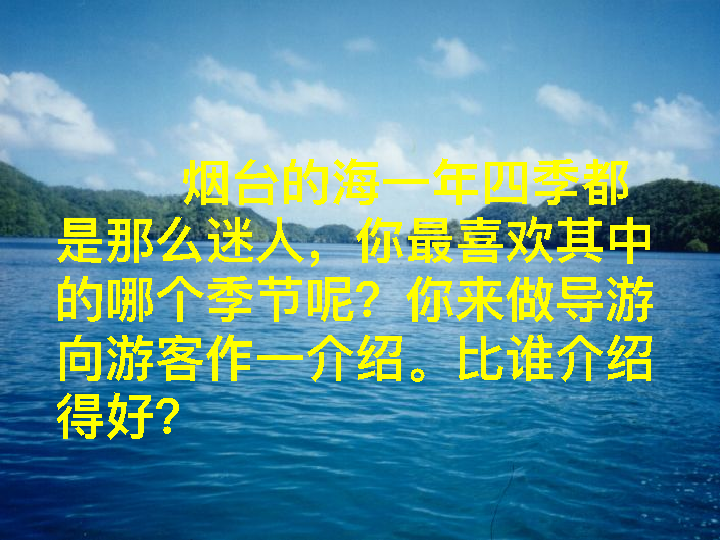 烟台的海一年四季都
是那么迷人，你最喜欢其中
的哪个季节呢？你来做导游
向游客作一介绍。比谁介绍
得好？